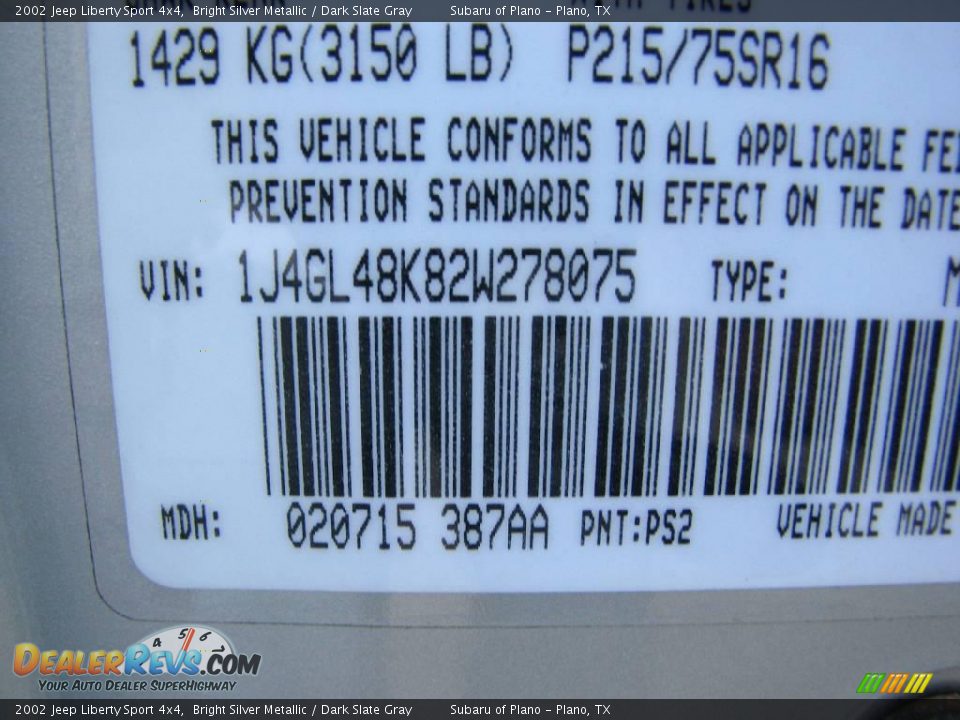 2002 Jeep Liberty Sport 4x4, Bright Silver Metallic / Dark Slate Gray Subaru of Plano - Plano, TX
1429 KG(3150 LB) P215/75SR16
THIS VEHICLE CONFORMS TO ALL APPLICABLE FE
PREVENTION STANDARDS IN EFFECT ON THE DATE
VIN: 1J4GL48K82W278075 TYPE: M
MDH: 020715 387AA PNT:PS2 VEHICLE MADE
4 5 6
DEALERREVS.COM
YOUR AUTO DEALER SUPERHIGHWAY
2002 Jeep Liberty Sport 4x4, Bright Silver Metallic / Dark Slate Gray Subaru of Plano - Plano, TX